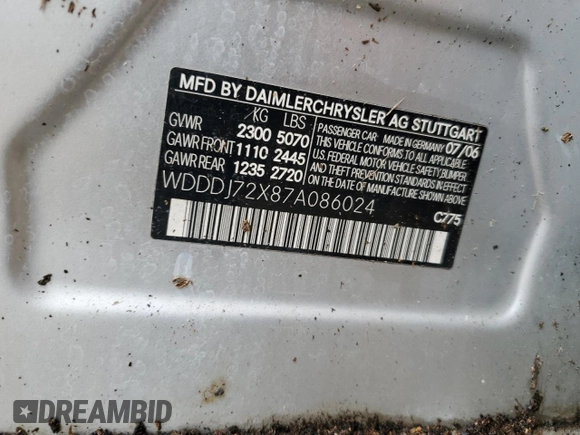 MFD BY DAIMLERCHRYSLER AG STUTTGART
KG LBS
GVWR 2300 5070
GAWR FRONT 1110 2445
GAWR REAR 1235 2720
PASSENGER CAR- MADE IN GERMANY 07/06
THIS VEHICLE CONFORMS TO ALL APPLICABLE
U.S. FEDERAL MOTOR VEHICLE SAFETY,BUMPER
AND THEFT PREVENTION STANDARDS IN EFFECT
ON THE DATE OF MANUFACTURE SHOWN ABOVE
WDDDJ72X87A086024
C775
DREAMBID